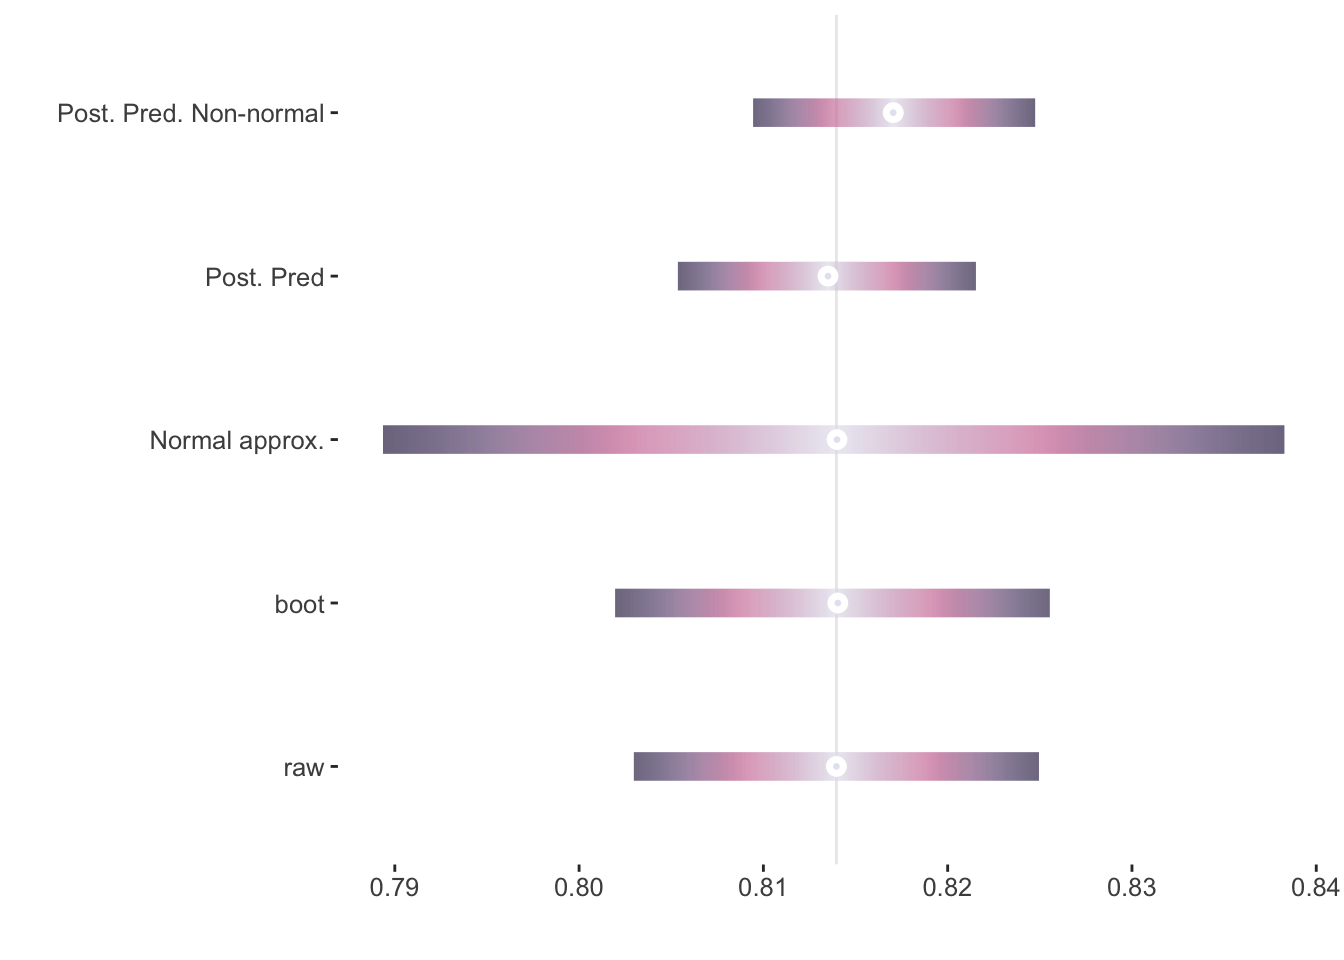 Post. Pred. Non-normal
Post. Pred
Normal approx.
boot
raw
0.79 0.80 0.81 0.82 0.83 0.84